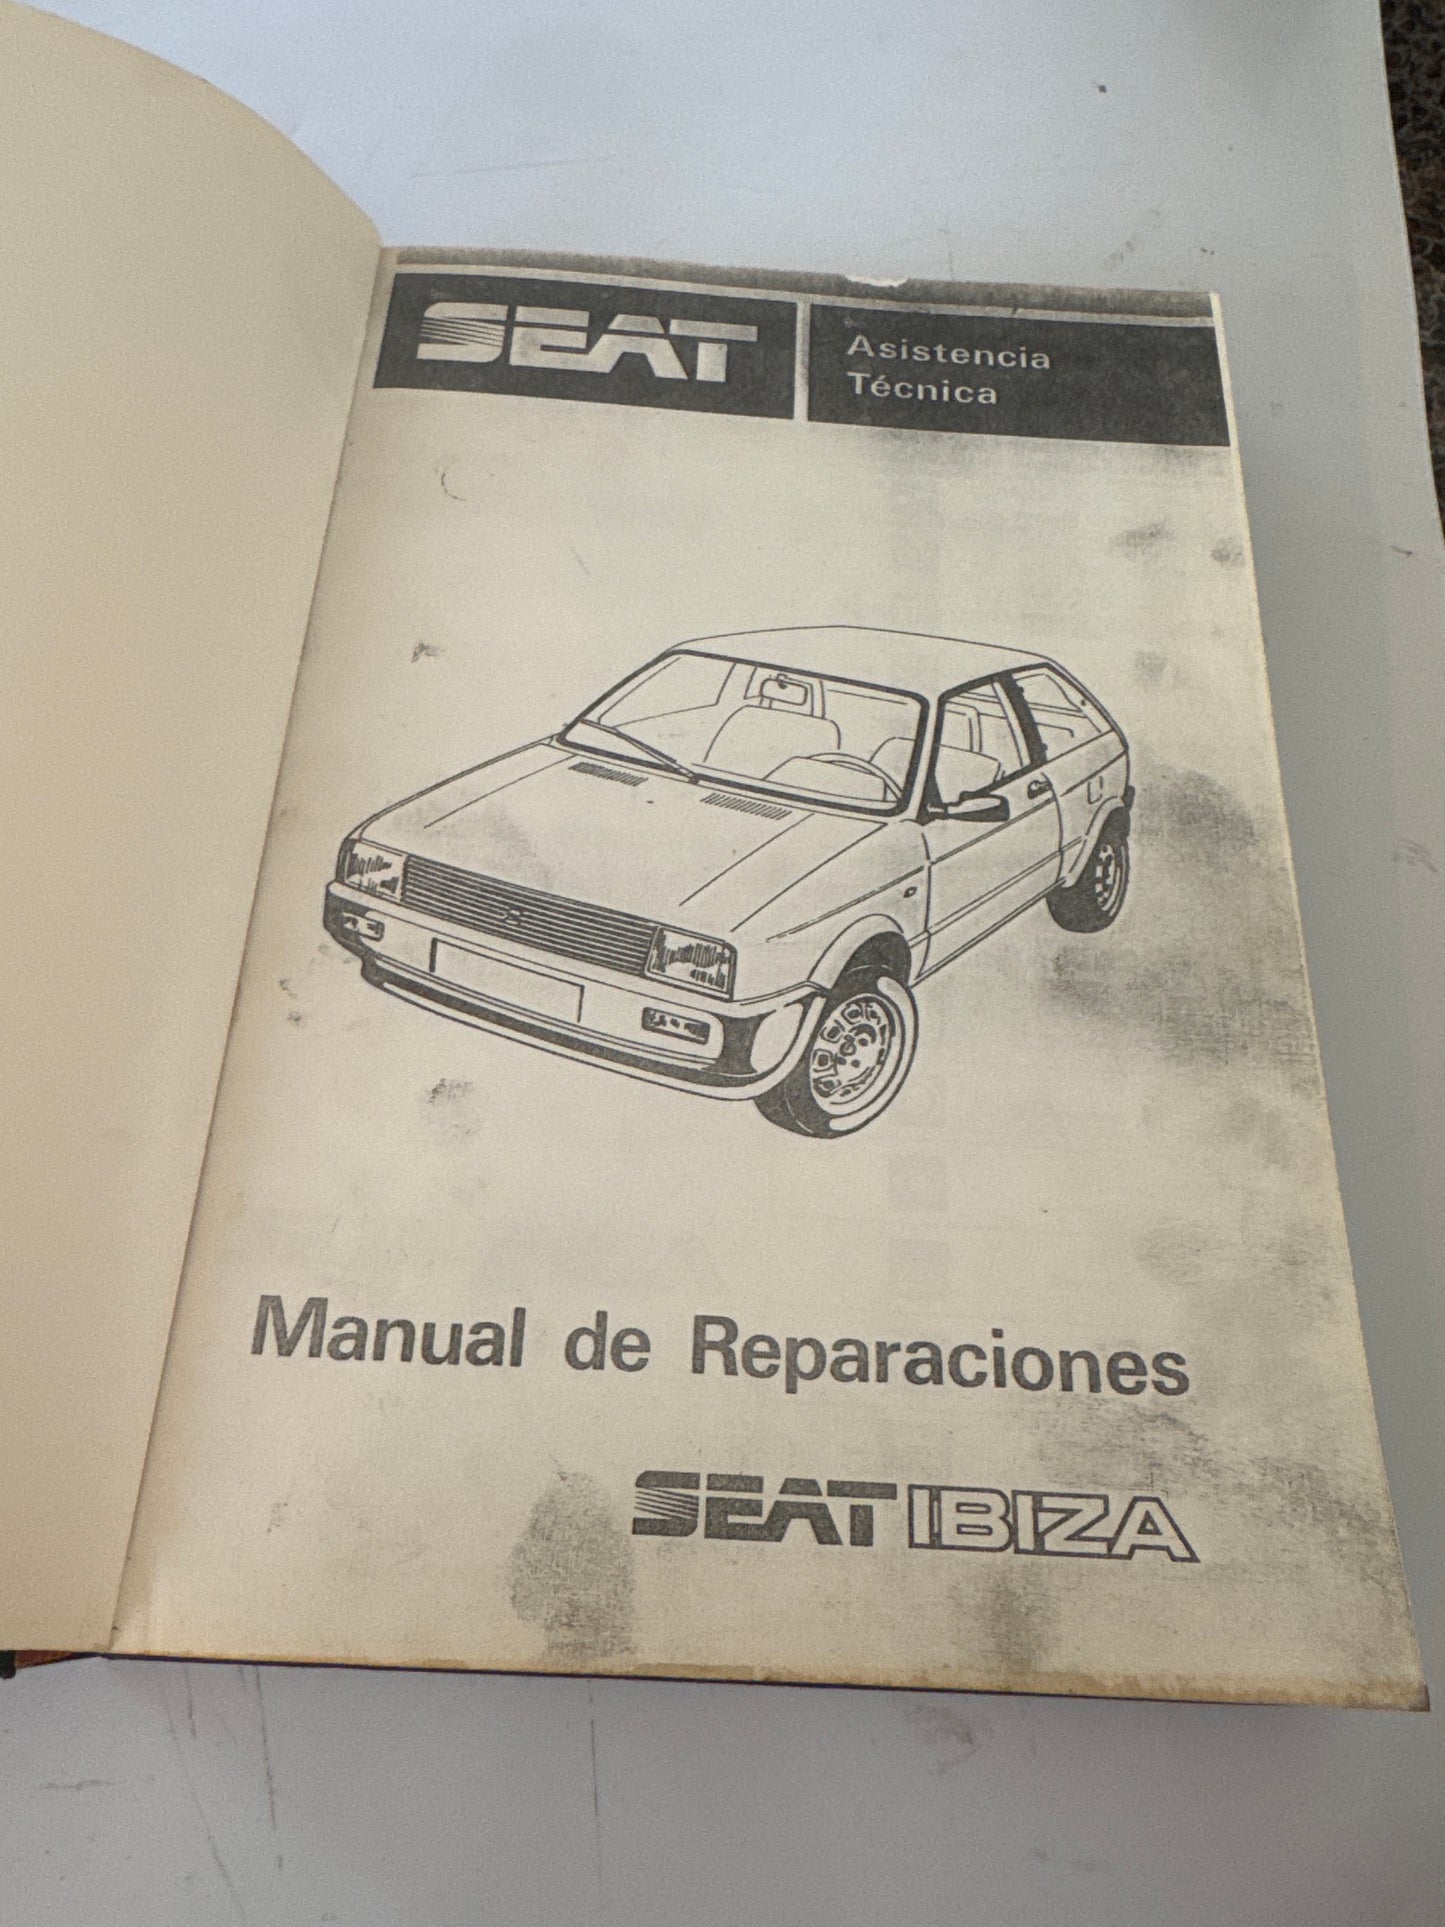 SEAT
Asistencia
Técnica
Manual de Reparaciones
SEAT IBIZA